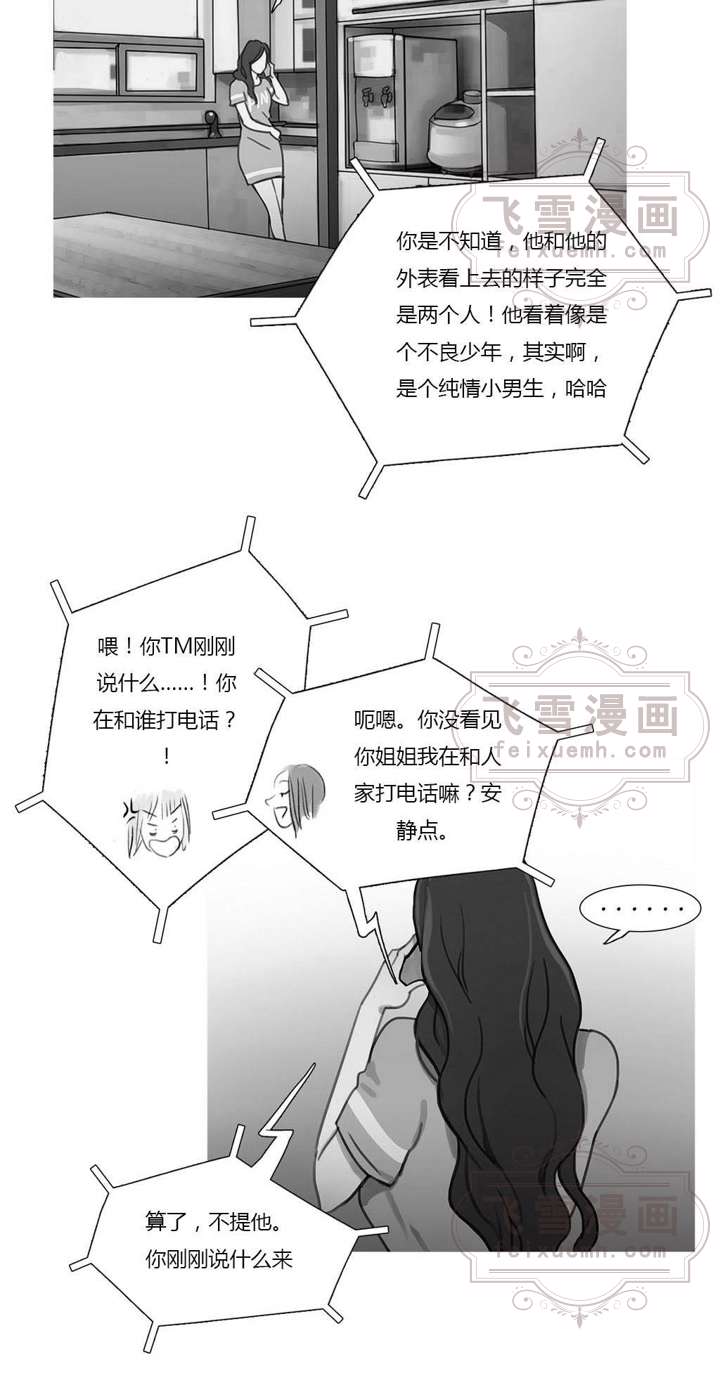 你是不知道，他和他的
外表看上去的样子完全
是两个人！他看着像是
个不良少年，其实啊，
是个纯情小男生，哈哈
飞雪漫画
feixuemh.com
喂！你TM刚刚
说什么……！你
在和谁打电话？
！
呃嗯。你没看见
你姐姐我在和人
家打电话嘛？安
静点。
飞雪漫画
feixuemh.com
······
算了，不提他。
你刚刚说什么来
飞雪漫画
feixuemh.com